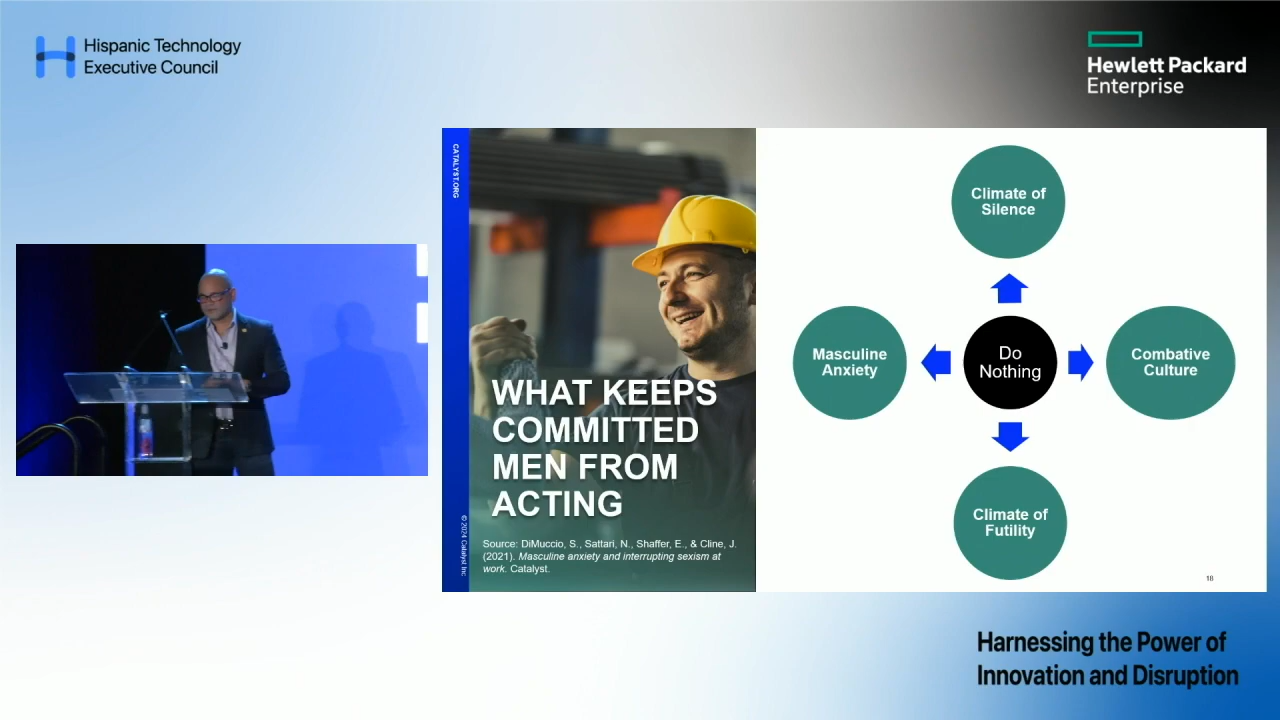 Hispanic Technology
Executive Council
Hewlett Packard
Enterprise
CATALYST.ORG
WHAT KEEPS
COMMITTED
MEN FROM
ACTING
Source: DiMuccio, S., Sattari, N., Shaffer, E., & Cline, J.
(2021). Masculine anxiety and interrupting sexism at
work. Catalyst.
© 2024 Catalyst Inc
Climate of
Silence
Masculine
Anxiety
Do
Nothing
Combative
Culture
Climate of
Futility
18
Harnessing the Power of
Innovation and Disruption